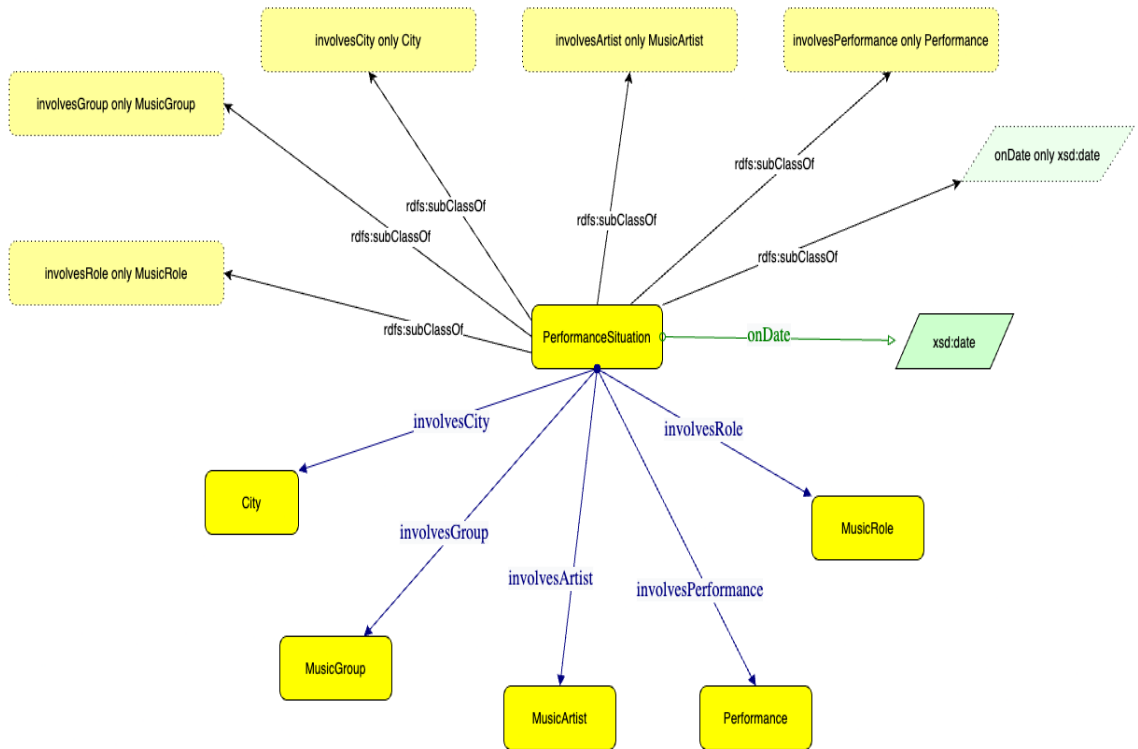 involvesCity only City
involvesArtist only MusicArtist
involvesPerformance only Performance
involvesGroup only MusicGroup
onDate only xsd:date
rdfs:subClassOf
rdfs:subClassOf
rdfs:subClassOf
rdfs:subClassOf
rdfs:subClassOf
rdfs:subClassOf
involvesRole only MusicRole
PerformanceSituation
onDate
xsd:date
involvesCity
involvesRole
City
involvesGroup
MusicRole
involvesArtist
involvesPerformance
MusicGroup
MusicArtist
Performance